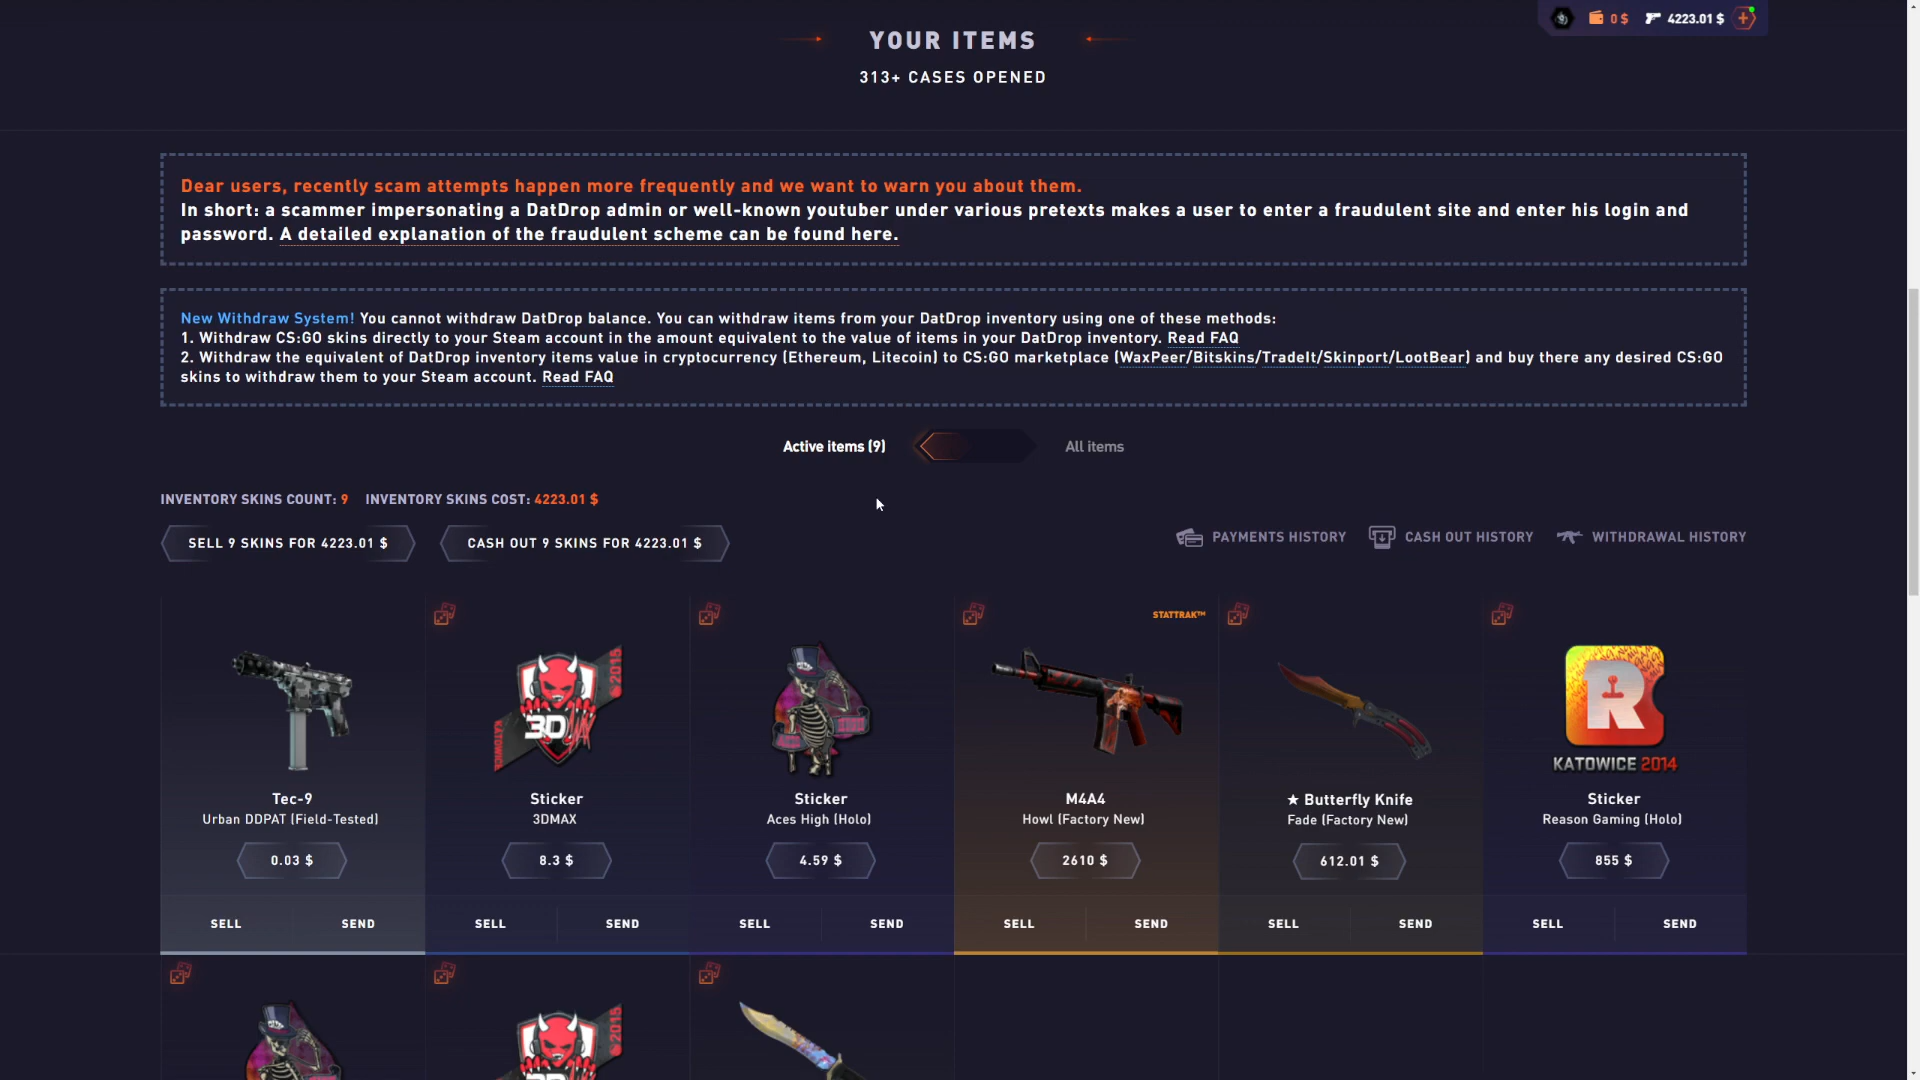 0 $ 4223.01 $
YOUR ITEMS
313+ CASES OPENED
Dear users, recently scam attempts happen more frequently and we want to warn you about them.
In short: a scammer impersonating a DatDrop admin or well-known youtuber under various pretexts makes a user to enter a fraudulent site and enter his login and
password. A detailed explanation of the fraudulent scheme can be found here.
New Withdraw System! You cannot withdraw DatDrop balance. You can withdraw items from your DatDrop inventory using one of these methods:
1. Withdraw CS:GO skins directly to your Steam account in the amount equivalent to the value of items in your DatDrop inventory. Read FAQ
2. Withdraw the equivalent of DatDrop inventory items value in cryptocurrency (Ethereum, Litecoin) to CS:GO marketplace (WaxPeer/Bitskins/TradeIt/Skinport/LootBear) and buy there any desired CS:GO
skins to withdraw them to your Steam account. Read FAQ
Active items (9) All items
INVENTORY SKINS COUNT: 9 INVENTORY SKINS COST: 4223.01 $
SELL 9 SKINS FOR 4223.01 $ CASH OUT 9 SKINS FOR 4223.01 $ PAYMENTS HISTORY CASH OUT HISTORY WITHDRAWAL HISTORY
STATTRAK™
2015
3D
KATOWICE
R
KATOWICE 2014
Tec-9 Sticker Sticker M4A4 ★ Butterfly Knife Sticker
Urban DDPAT (Field-Tested) 3DMAX Aces High (Holo) Howl (Factory New) Fade (Factory New) Reason Gaming (Holo)
0.03 $ 8.3 $ 4.59 $ 2610 $ 612.01 $ 855 $
SELL SEND SELL SEND SELL SEND SELL SEND SELL SEND SELL SEND
2015